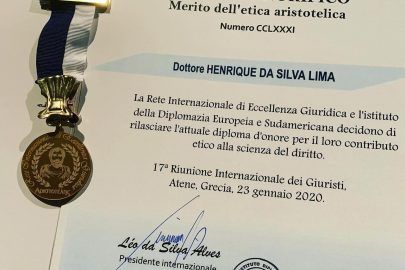 Merito dell'etica aristotelica
Numero CCLXXXI
Dottore HENRIQUE DA SILVA LIMA
La Rete Internazionale di Eccellenza Giuridica e l'istituto
della Diplomazia Europeia e Sudamericana decidono di
rilasciare l'attuale diploma d'onore per il loro contributo
etico alla scienza del diritto.
17ª Riunione Internazionale dei Giuristi,
Atene, Grecia, 23 gennaio 2020.
Léo da Silva Alves
Presidente internazionale